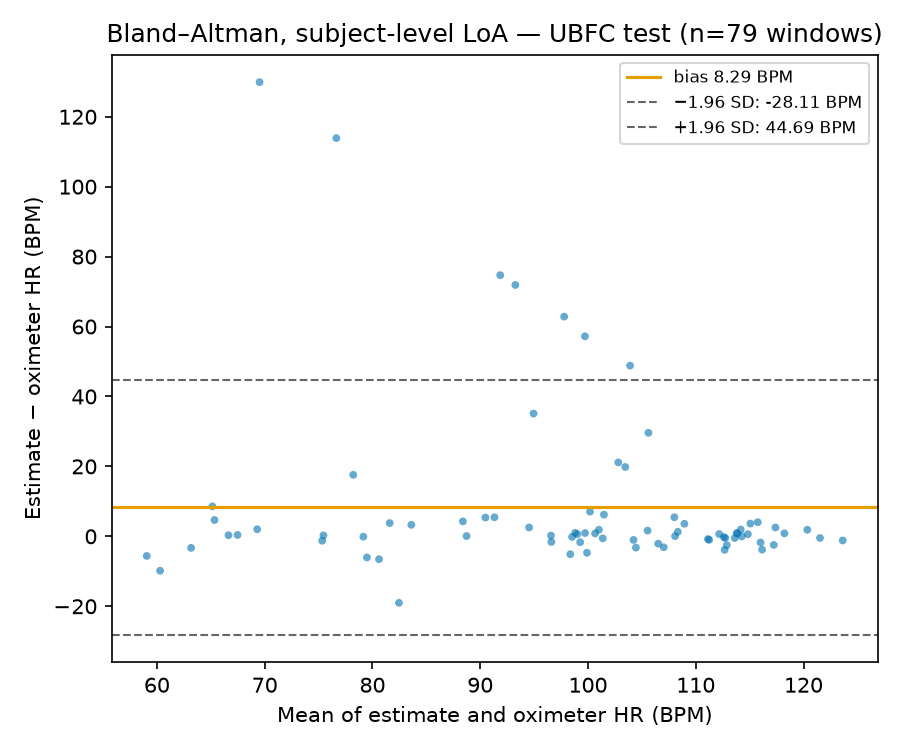 Bland–Altman, subject-level LoA — UBFC test (n=79 windows)
bias 8.29 BPM
−1.96 SD: -28.11 BPM
+1.96 SD: 44.69 BPM
Estimate − oximeter HR (BPM)
120
100
80
60
40
20
0
−20
60 70 80 90 100 110 120
Mean of estimate and oximeter HR (BPM)